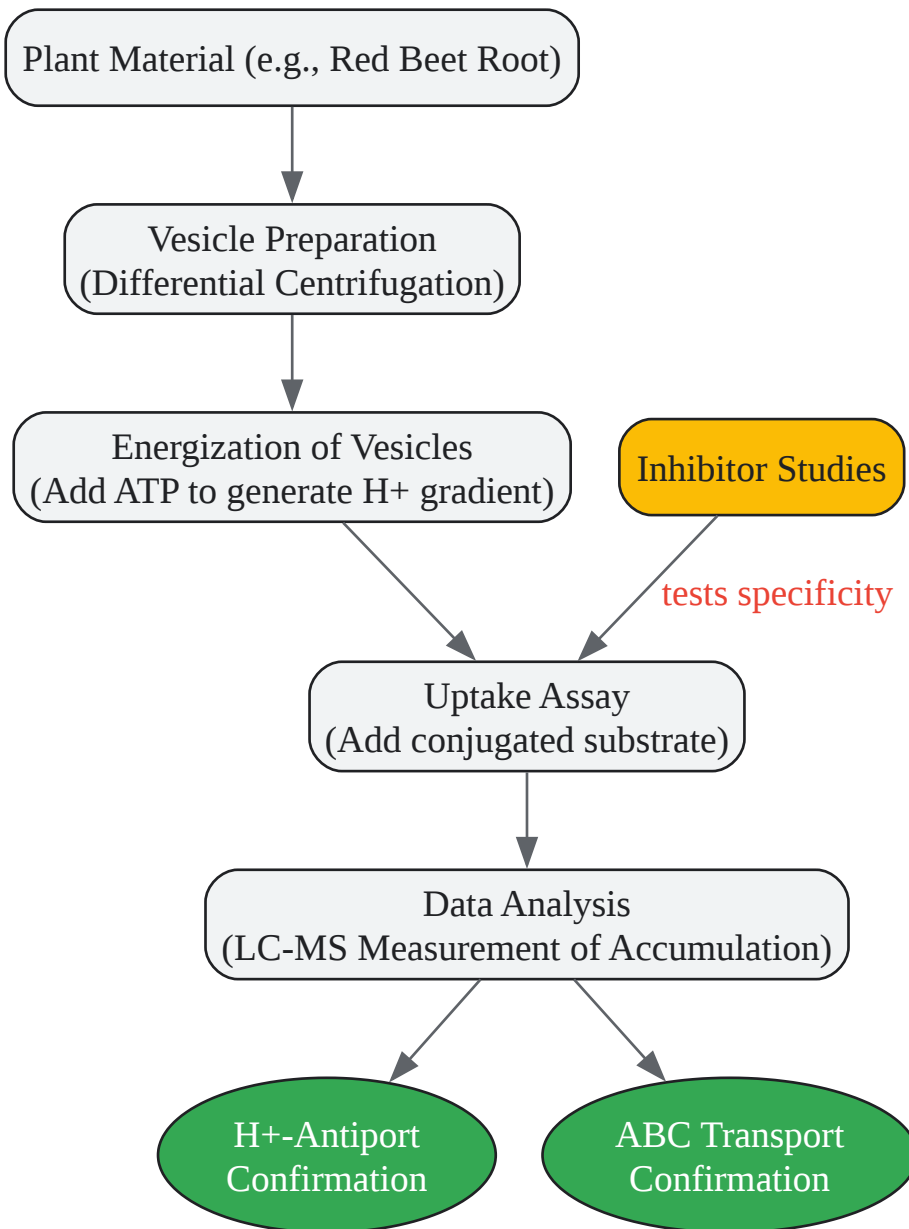 Plant Material (e.g., Red Beet Root)
Vesicle Preparation
(Differential Centrifugation)
Energization of Vesicles
(Add ATP to generate H+ gradient)
Inhibitor Studies
tests specificity
Uptake Assay
(Add conjugated substrate)
Data Analysis
(LC-MS Measurement of Accumulation)
H+-Antiport
Confirmation
ABC Transport
Confirmation